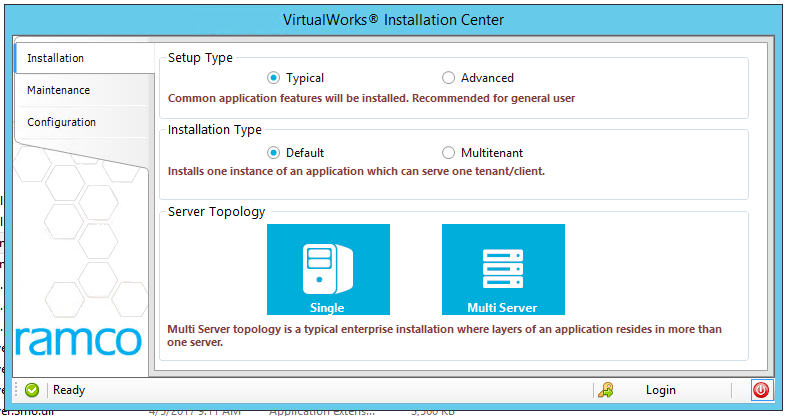 VirtualWorks® Installation Center
Installation
Maintenance
Configuration
Setup Type
Typical
Advanced
Common application features will be installed. Recommended for general user
Installation Type
Default
Multitenant
Installs one instance of an application which can serve one tenant/client.
Server Topology
Single
Multi Server
Multi Server topology is a typical enterprise installation where layers of an application resides in more than
one server.
ramco
Ready
Login